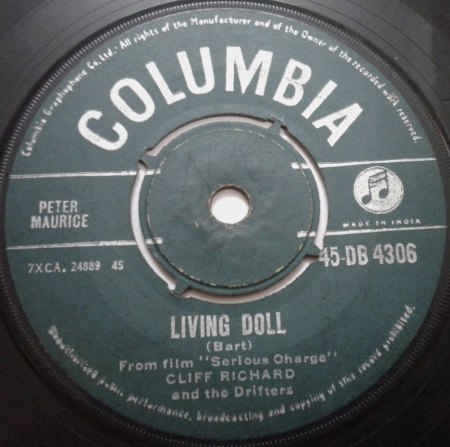 Columbia Graphophone Co. Ltd. All rights of the Manufacturer and of the Owner of the recorded work reserved.
COLUMBIA
PETER
MAURICE
MADE IN INDIA
7XCA. 24889 45
45-DB 4306
LIVING DOLL
(Bart)
From film "Serious Charge"
CLIFF RICHARD
and the Drifters
Unauthorised public performance, broadcasting and copying of this record prohibited.